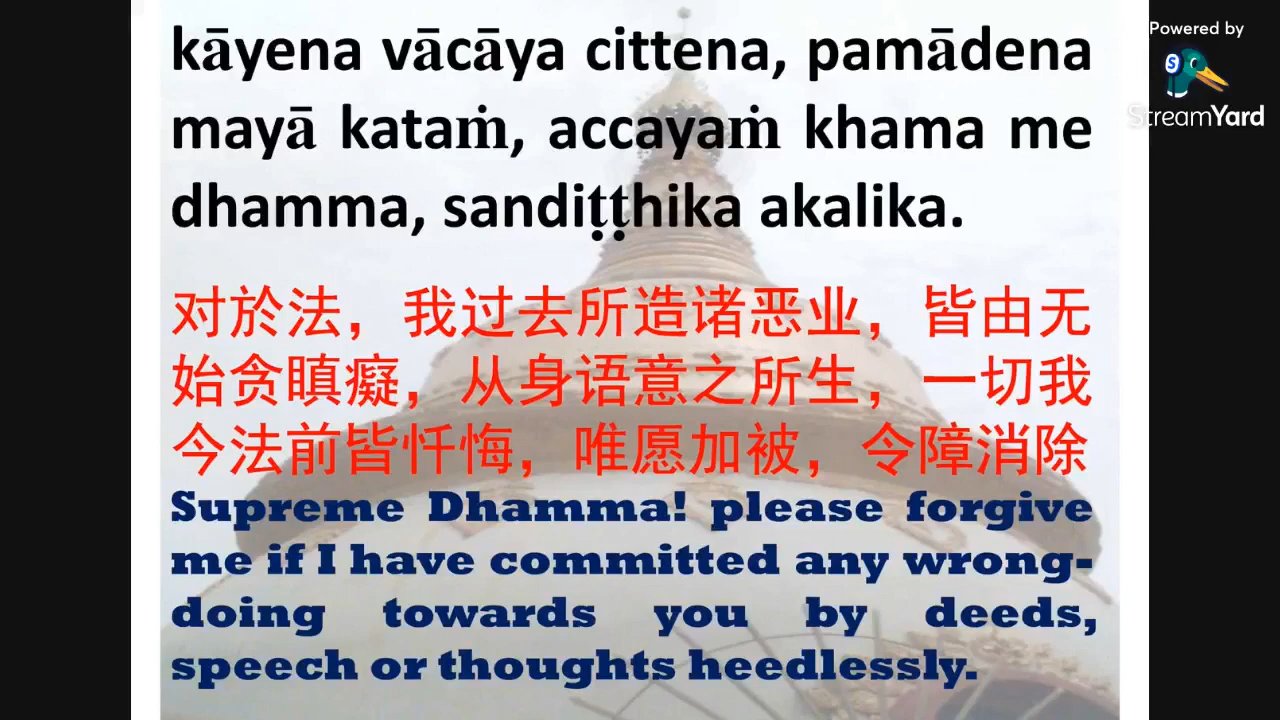 kāyena vācāya cittena, pamādena
mayā kataṁ, accayaṁ khama me
dhamma, sandiṭṭhika akalika.
对於法，我过去所造诸恶业，皆由无
始贪瞋癡，从身语意之所生，一切我
今法前皆忏悔，唯愿加被，令障消除
Supreme Dhamma! please forgive
me if I have committed any wrong-
doing towards you by deeds,
speech or thoughts heedlessly.
Powered by
S
StreamYard